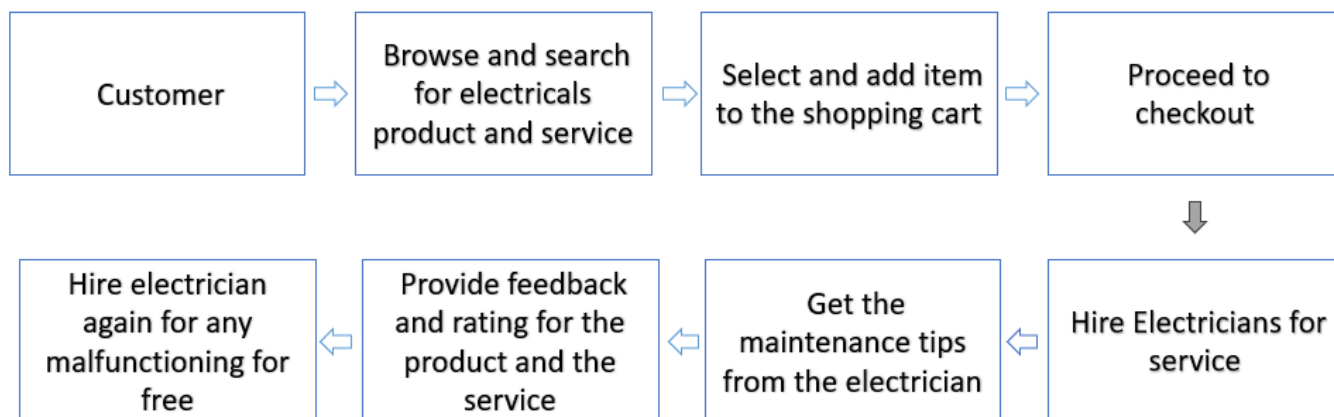 Customer
Browse and search
for electricals
product and service
Select and add item
to the shopping cart
Proceed to
checkout
Hire Electricians for
service
Get the
maintenance tips
from the electrician
Provide feedback
and rating for the
product and the
service
Hire electrician
again for any
malfunctioning for
free